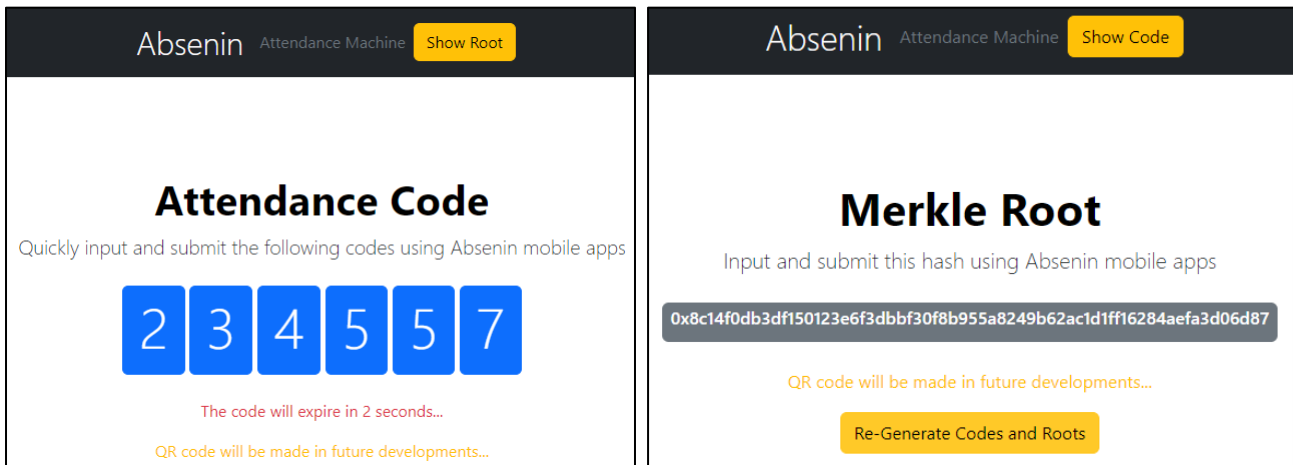 Absenin Attendance Machine Show Root
Attendance Code
Quickly input and submit the following codes using Absenin mobile apps
2 3 4 5 5 7
The code will expire in 2 seconds...
QR code will be made in future developments...
Absenin Attendance Machine Show Code
Merkle Root
Input and submit this hash using Absenin mobile apps
0x8c14f0db3df150123e6f3dbbf30f8b955a8249b62ac1d1ff16284aefa3d06d87
QR code will be made in future developments...
Re-Generate Codes and Roots